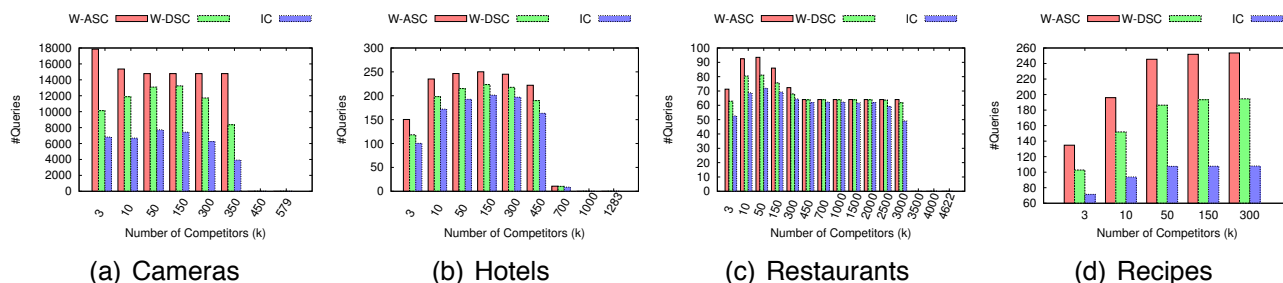 W-ASC W-DSC IC
#Queries
18000
16000
14000
12000
10000
8000
6000
4000
2000
0
3 10 50 150 300 350 450 579
Number of Competitors (k)
(a) Cameras
W-ASC W-DSC IC
#Queries
300
250
200
150
100
50
0
3 10 50 150 300 450 700 1000 1283
Number of Competitors (k)
(b) Hotels
W-ASC W-DSC IC
#Queries
100
90
80
70
60
50
40
30
20
10
0
3 10 50 150 300 450 700 1000 1500 2000 2500 3000 3500 4000 4622
Number of Competitors (k)
(c) Restaurants
W-ASC W-DSC IC
#Queries
260
240
220
200
180
160
140
120
100
80
60
3 10 50 150 300
Number of Competitors (k)
(d) Recipes